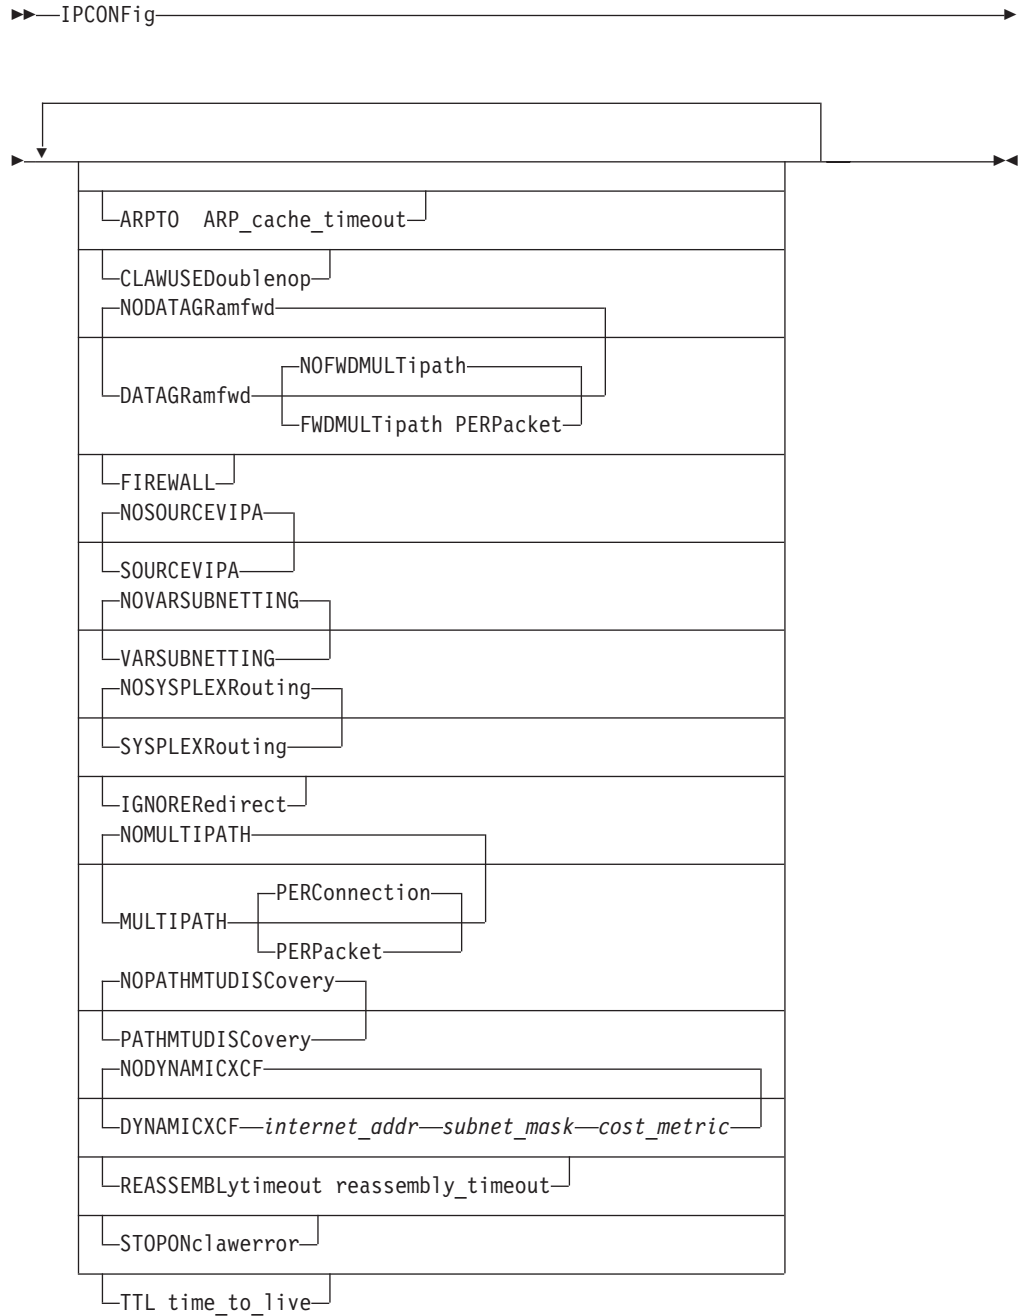 IPCONFig
ARPTO ARP_cache_timeout
CLAWUSEDoublenop
NODATAGRamfwd
NOFWDMULTipath
DATAGRamfwd
FWDMULTipath PERPacket
FIREWALL
NOSOURCEVIPA
SOURCEVIPA
NOVARSUBNETTING
VARSUBNETTING
NOSYSPLEXRouting
SYSPLEXRouting
IGNORERedirect
NOMULTIPATH
PERConnection
MULTIPATH
PERPacket
NOPATHMTUDISCovery
PATHMTUDISCovery
NODYNAMICXCF
DYNAMICXCF internet_addr subnet_mask cost_metric
REASSEMBLytimeout reassembly_timeout
STOPONclawerror
TTL time_to_live